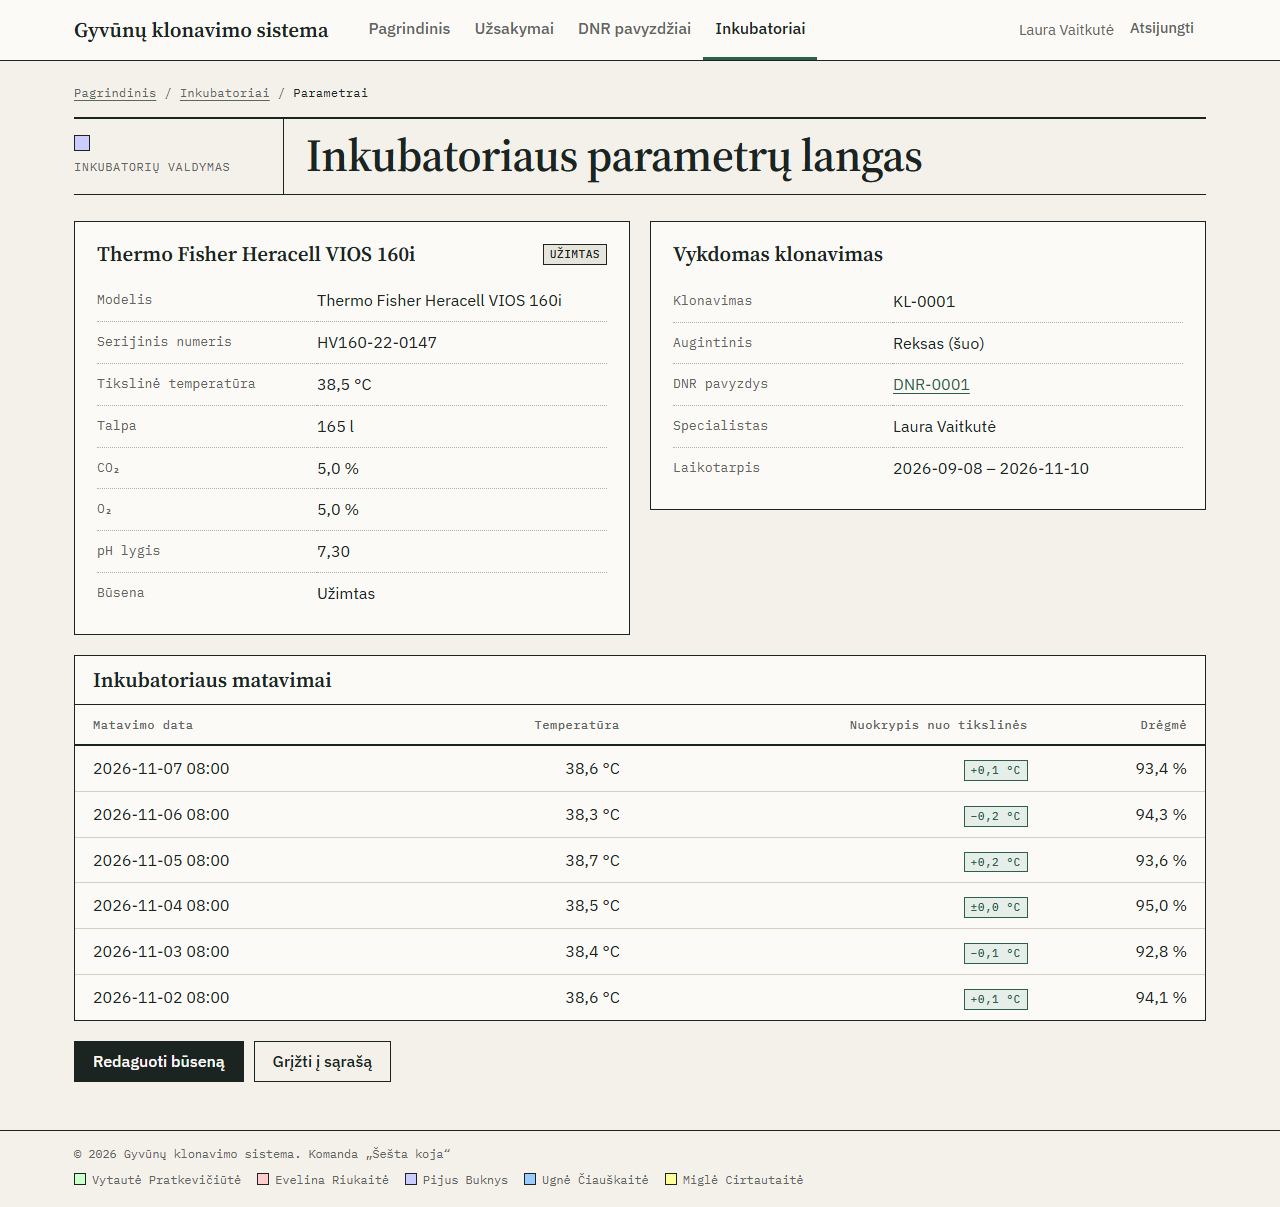 Gyvūnų klonavimo sistema Pagrindinis Užsakymai DNR pavyzdžiai Inkubatoriai Laura Vaitkutė Atsijungti
Pagrindinis / Inkubatoriai / Parametrai
INKUBATORIŲ VALDYMAS
Inkubatoriaus parametrų langas
Thermo Fisher Heracell VIOS 160i UŽIMTAS
Modelis Thermo Fisher Heracell VIOS 160i
Serijinis numeris HV160-22-0147
Tikslinė temperatūra 38,5 °C
Talpa 165 l
CO₂ 5,0 %
O₂ 5,0 %
pH lygis 7,30
Būsena Užimtas
Vykdomas klonavimas
Klonavimas KL-0001
Augintinis Reksas (šuo)
DNR pavyzdys DNR-0001
Specialistas Laura Vaitkutė
Laikotarpis 2026-09-08 – 2026-11-10
Inkubatoriaus matavimai
Matavimo data Temperatūra Nuokrypis nuo tikslinės Drėgmė
2026-11-07 08:00 38,6 °C +0,1 °C 93,4 %
2026-11-06 08:00 38,3 °C −0,2 °C 94,3 %
2026-11-05 08:00 38,7 °C +0,2 °C 93,6 %
2026-11-04 08:00 38,5 °C ±0,0 °C 95,0 %
2026-11-03 08:00 38,4 °C −0,1 °C 92,8 %
2026-11-02 08:00 38,6 °C +0,1 °C 94,1 %
Redaguoti būseną Grįžti į sąrašą
© 2026 Gyvūnų klonavimo sistema. Komanda „Šešta koja“
Vytautė Pratkevičiūtė Evelina Riukaitė Pijus Buknys Ugnė Čiauškaitė Miglė Cirtautaitė